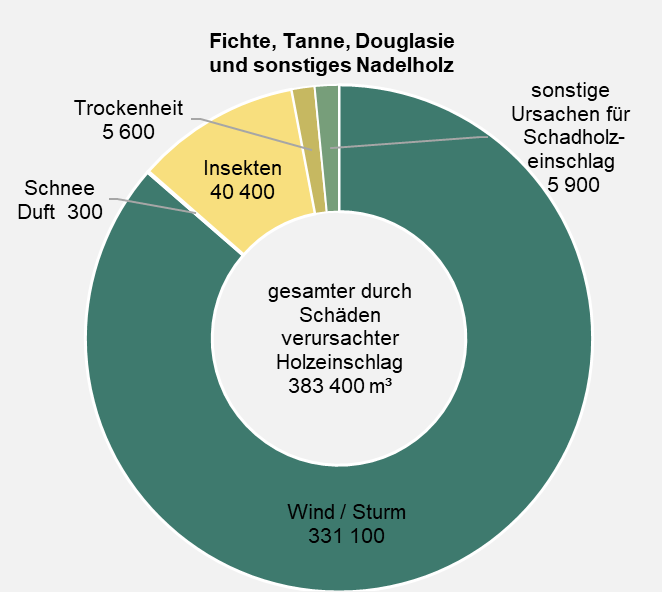 Fichte, Tanne, Douglasie
und sonstiges Nadelholz
sonstige
Ursachen für
Schadholz-
einschlag
5 900
Trockenheit
5 600
Insekten
40 400
Schnee
Duft 300
gesamter durch
Schäden
verursachter
Holzeinschlag
383 400 m³
Wind / Sturm
331 100